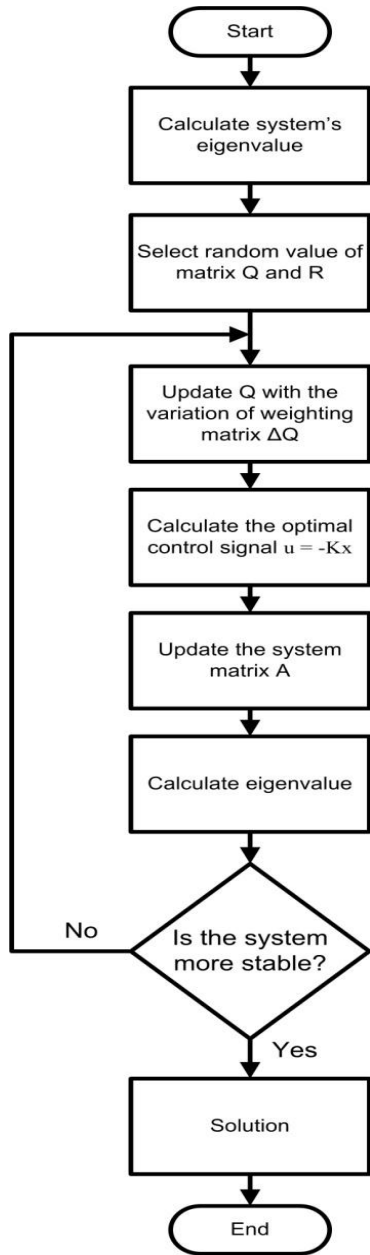 Start
Calculate system’s
eigenvalue
Select random value of
matrix Q and R
Update Q with the
variation of weighting
matrix ΔQ
Calculate the optimal
control signal u = -Kx
Update the system
matrix A
Calculate eigenvalue
Is the system
more stable?
No
Yes
Solution
End